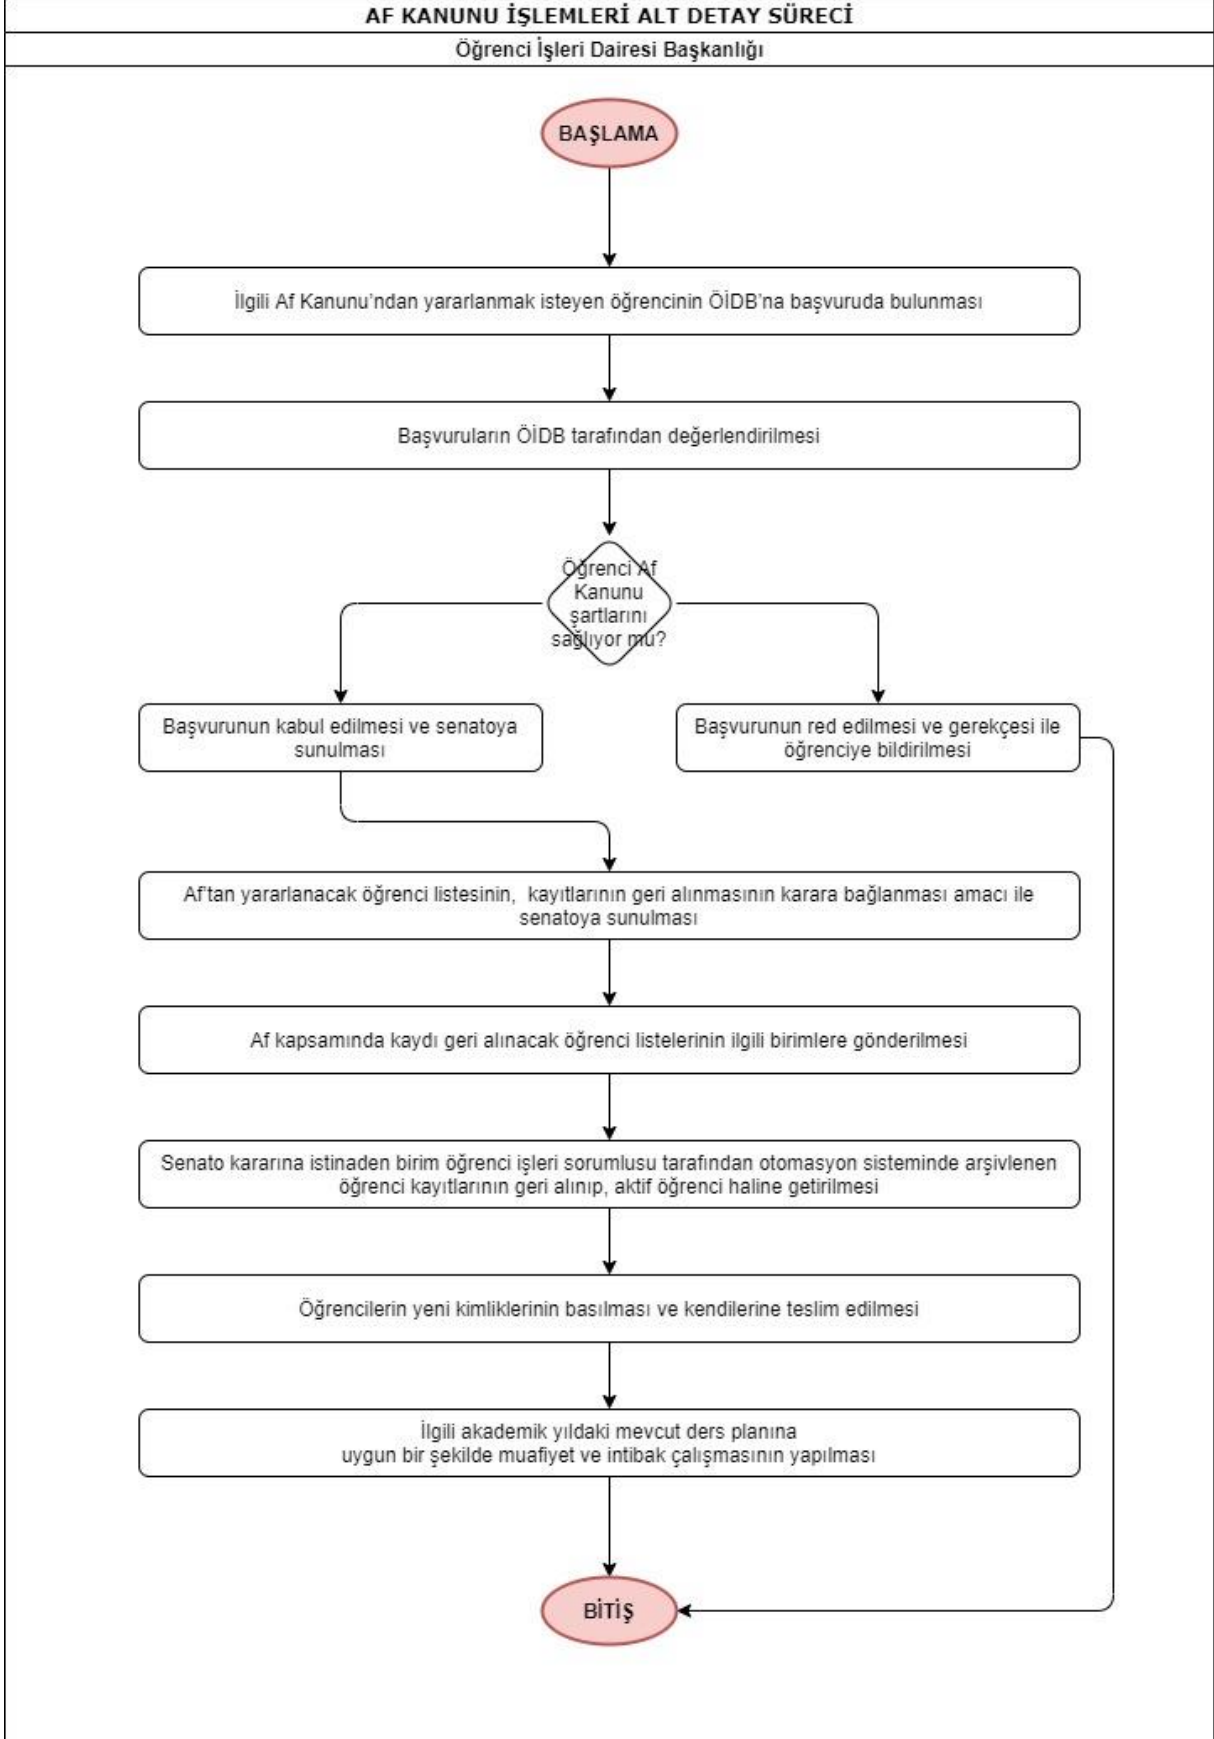 AF KANUNU İŞLEMLERİ ALT DETAY SÜRECİ
Öğrenci İşleri Dairesi Başkanlığı
BAŞLAMA
İlgili Af Kanunu'ndan yararlanmak isteyen öğrencinin ÖİDB'na başvuruda bulunması
Başvuruların ÖİDB tarafından değerlendirilmesi
Öğrenci Af
Kanunu
şartlarını
sağlıyor mu?
Başvurunun kabul edilmesi ve senatoya
sunulması
Başvurunun red edilmesi ve gerekçesi ile
öğrenciye bildirilmesi
Af'tan yararlanacak öğrenci listesinin, kayıtlarının geri alınmasının karara bağlanması amacı ile
senatoya sunulması
Af kapsamında kaydı geri alınacak öğrenci listelerinin ilgili birimlere gönderilmesi
Senato kararına istinaden birim öğrenci işleri sorumlusu tarafından otomasyon sisteminde arşivlenen
öğrenci kayıtlarının geri alınıp, aktif öğrenci haline getirilmesi
Öğrencilerin yeni kimliklerinin basılması ve kendilerine teslim edilmesi
İlgili akademik yıldaki mevcut ders planına
uygun bir şekilde muafiyet ve intibak çalışmasının yapılması
BİTİŞ